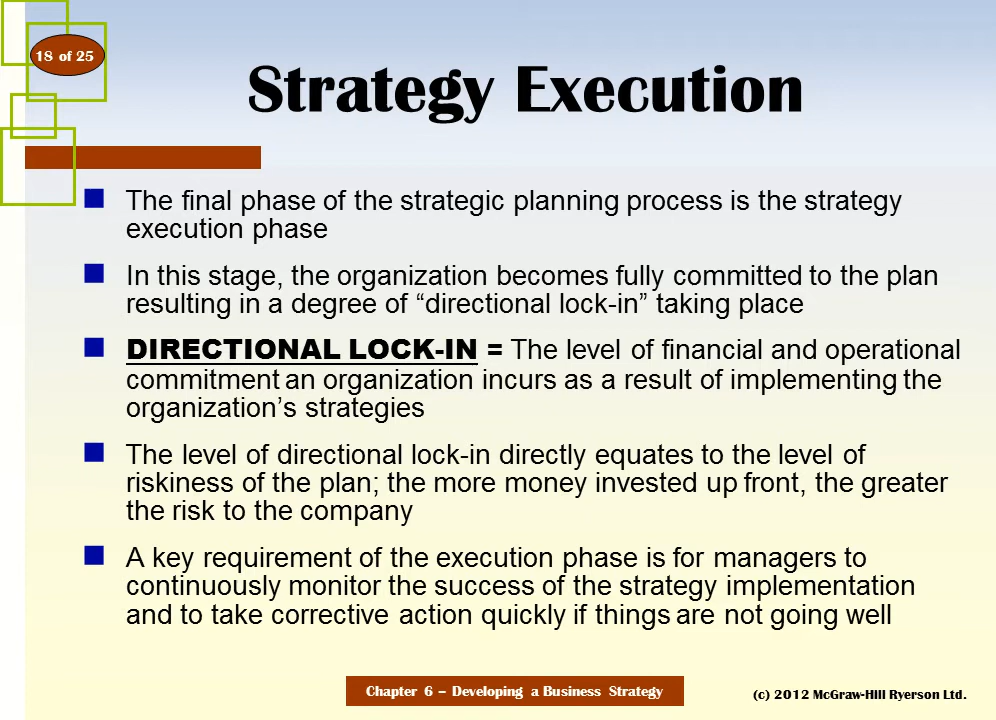 18 of 25
Strategy Execution
The final phase of the strategic planning process is the strategy
execution phase
In this stage, the organization becomes fully committed to the plan
resulting in a degree of “directional lock-in” taking place
DIRECTIONAL LOCK-IN = The level of financial and operational
commitment an organization incurs as a result of implementing the
organization’s strategies
The level of directional lock-in directly equates to the level of
riskiness of the plan; the more money invested up front, the greater
the risk to the company
A key requirement of the execution phase is for managers to
continuously monitor the success of the strategy implementation
and to take corrective action quickly if things are not going well
Chapter 6 – Developing a Business Strategy
(c) 2012 McGraw-Hill Ryerson Ltd.